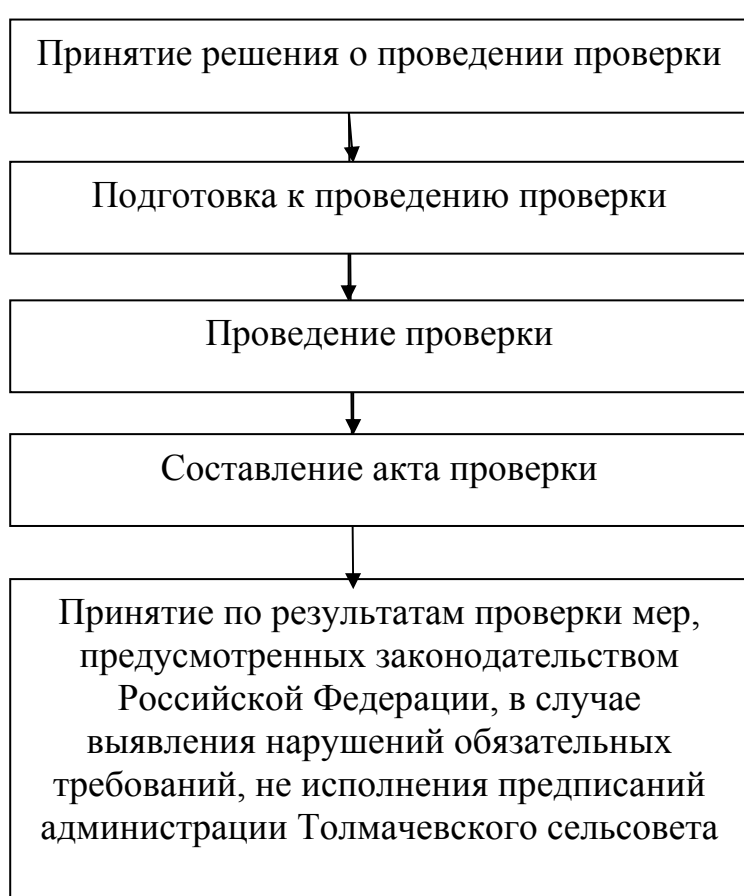 Принятие решения о проведении проверки
Подготовка к проведению проверки
Проведение проверки
Составление акта проверки
Принятие по результатам проверки мер,
предусмотренных законодательством
Российской Федерации, в случае
выявления нарушений обязательных
требований, не исполнения предписаний
администрации Толмачевского сельсовета